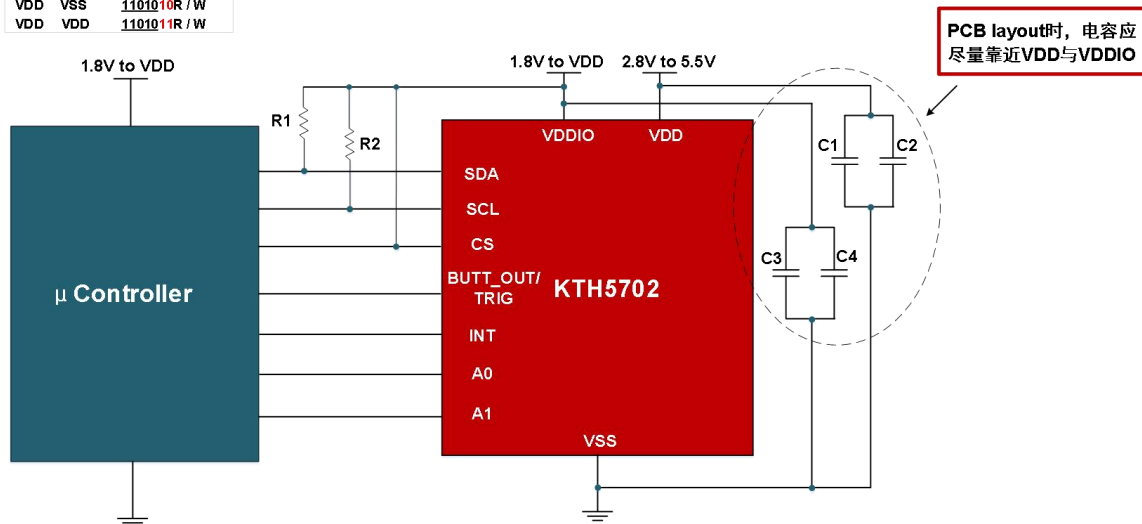 VDD VSS 1101010R / W
VDD VDD 1101011R / W
PCB layout时，电容应
尽量靠近VDD与VDDIO
1.8V to VDD
1.8V to VDD
2.8V to 5.5V
R1
R2
VDDIO
VDD
C1
C2
SDA
SCL
CS
C3
C4
BUTT_OUT/
TRIG
KTH5702
μ Controller
INT
A0
A1
VSS